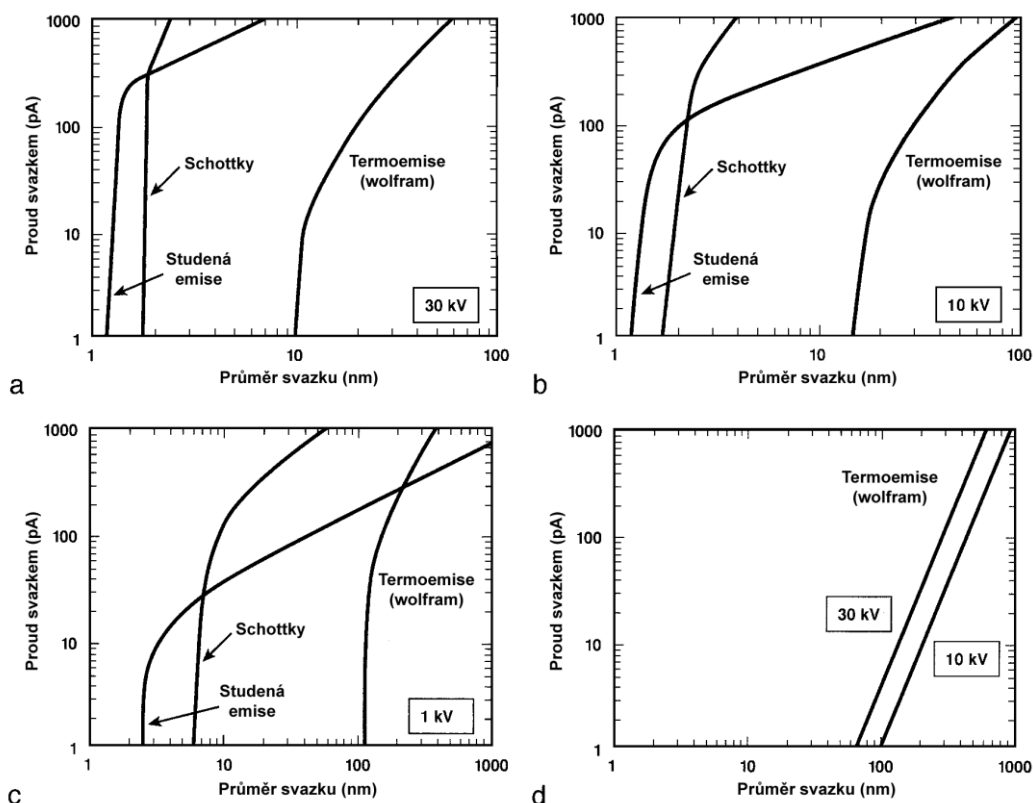 1000
100
10
1
Proud svazkem (pA)
Schottky
Termoemise
(wolfram)
Studená
emise
30 kV
1
10
100
Průměr svazku (nm)
a
1000
100
10
1
Proud svazkem (pA)
Schottky
Termoemise
(wolfram)
Studená
emise
10 kV
1
10
100
Průměr svazku (nm)
b
1000
100
10
1
Proud svazkem (pA)
Termoemise
(wolfram)
Schottky
Studená
emise
1 kV
1
10
100
1000
Průměr svazku (nm)
c
1000
100
10
1
Proud svazkem (pA)
Termoemise
(wolfram)
30 kV
10 kV
1
10
100
1000
Průměr svazku (nm)
d